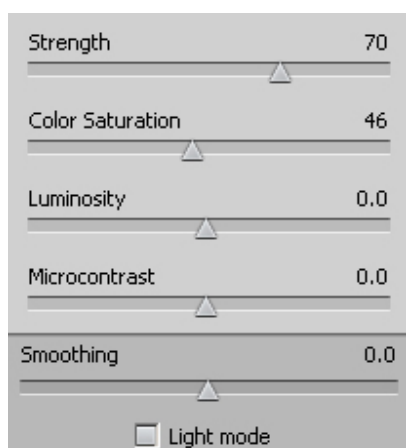 Strength 70
Color Saturation 46
Luminosity 0.0
Microcontrast 0.0
Smoothing 0.0
Light mode